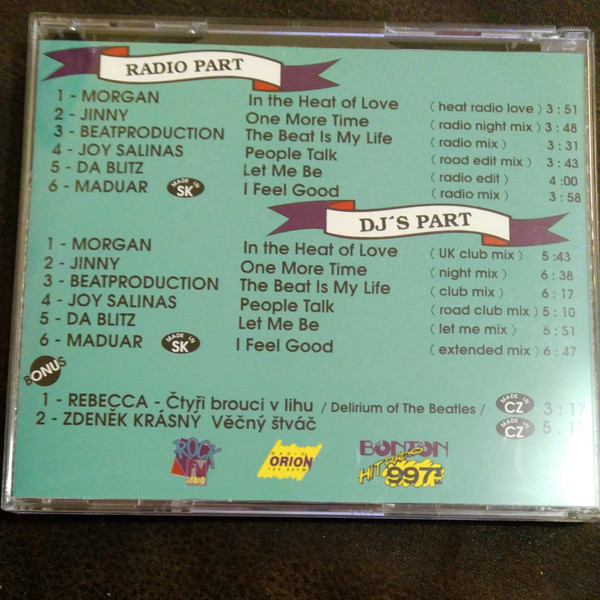 RADIO PART
1 - MORGAN In the Heat of Love ( heat radio love ) 3 : 51
2 - JINNY One More Time ( radio night mix ) 3 : 48
3 - BEATPRODUCTION The Beat Is My Life ( radio mix ) 3 : 31
4 - JOY SALINAS People Talk ( road edit mix ) 3 : 43
5 - DA BLITZ Let Me Be ( radio edit ) 4 : 00
6 - MADUAR MADE IN SK I Feel Good ( radio mix ) 3 : 58
DJ´S PART
1 - MORGAN In the Heat of Love ( UK club mix ) 5 : 43
2 - JINNY One More Time ( night mix ) 6 : 38
3 - BEATPRODUCTION The Beat Is My Life ( club mix ) 6 : 17
4 - JOY SALINAS People Talk ( road club mix ) 5 : 10
5 - DA BLITZ Let Me Be ( let me mix ) 5 : 51
6 - MADUAR MADE IN SK I Feel Good ( extended mix ) 6 : 47
BONUS
1 - REBECCA - Čtyři brouci v lihu / Delirium of The Beatles / MADE IN CZ 3 : 17
2 - ZDENĚK KRÁSNÝ Věčný štváč MADE IN CZ
ROCK FM RADIO
RADIO ORION
BONTON HIT RADIO 99.7